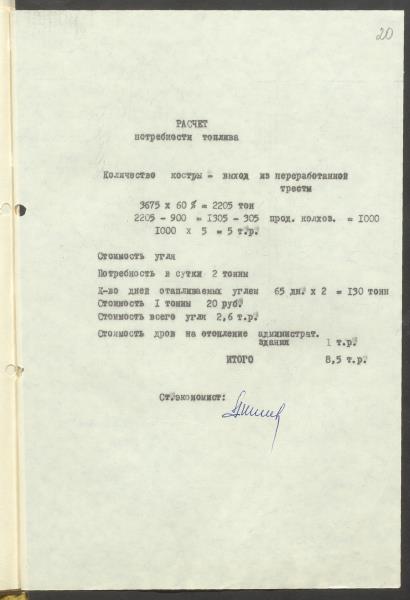 20
РАСЧЕТ
потребности топлива
Количество костры - выход из переработанной
тресты
3675 х 60 % = 2205 тон
2205 - 900 = 1305 - 305 прод. колхоз. = 1000
1000 х 5 = 5 т.р.
Стоимость угля
Потребность в сутки 2 тонны
К-во дней отапливаемых углем 65 дн. х 2 = 130 тонн
Стоимость 1 тонны 20 руб.
Стоимость всего угля 2,6 т.р.
Стоимость дров на отопление администрат.
здания 1 т.р.
ИТОГО 8,5 т.р.
Ст.экономист: